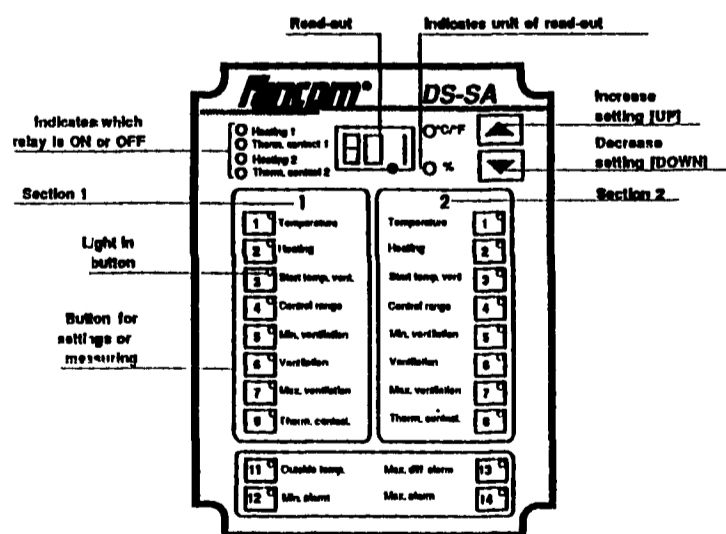 Read-out
Indicates unit of read-out
Fancom®
DS-SA
Increase
setting [UP]
Indicates which
relay is ON or OFF
Heating 1
Therm. contact 1
Heating 2
Therm. contact 2
80.1
°C/°F
%
Decrease
setting [DOWN]
Section 1
Section 2
1
2
1 Temperature
Temperature 1
2 Heating
Heating 2
Light in
button
3 Start temp. vent.
Start temp. vent 3
4 Control range
Control range 4
Button for
settings or
measuring
5 Min. ventilation
Min. ventilation 5
6 Ventilation
Ventilation 6
7 Max. ventilation
Max. ventilation 7
Therm. contact.
Therm. contact. 8
11 Outside temp.
Max. diff alarm 13
12 Min. alarm
Max. alarm 14